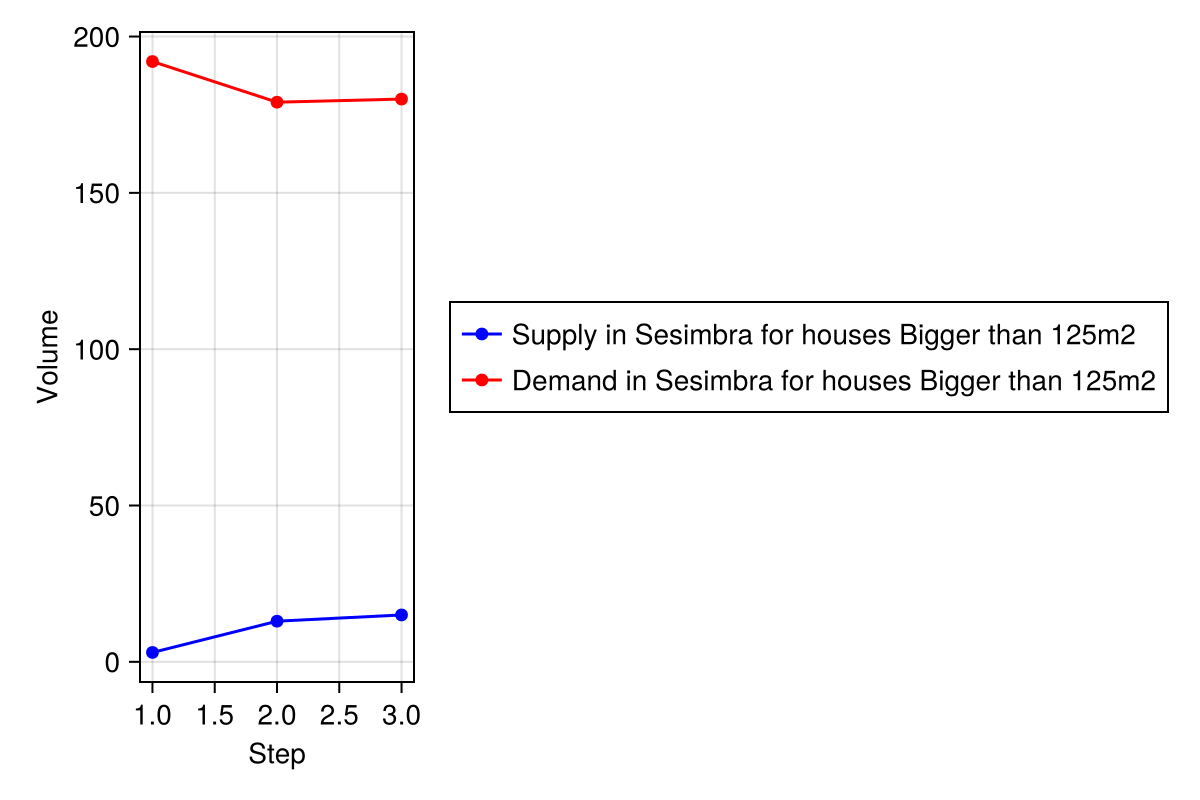 200
150
100
50
0
Volume
1.0 1.5 2.0 2.5 3.0
Step
Supply in Sesimbra for houses Bigger than 125m2
Demand in Sesimbra for houses Bigger than 125m2